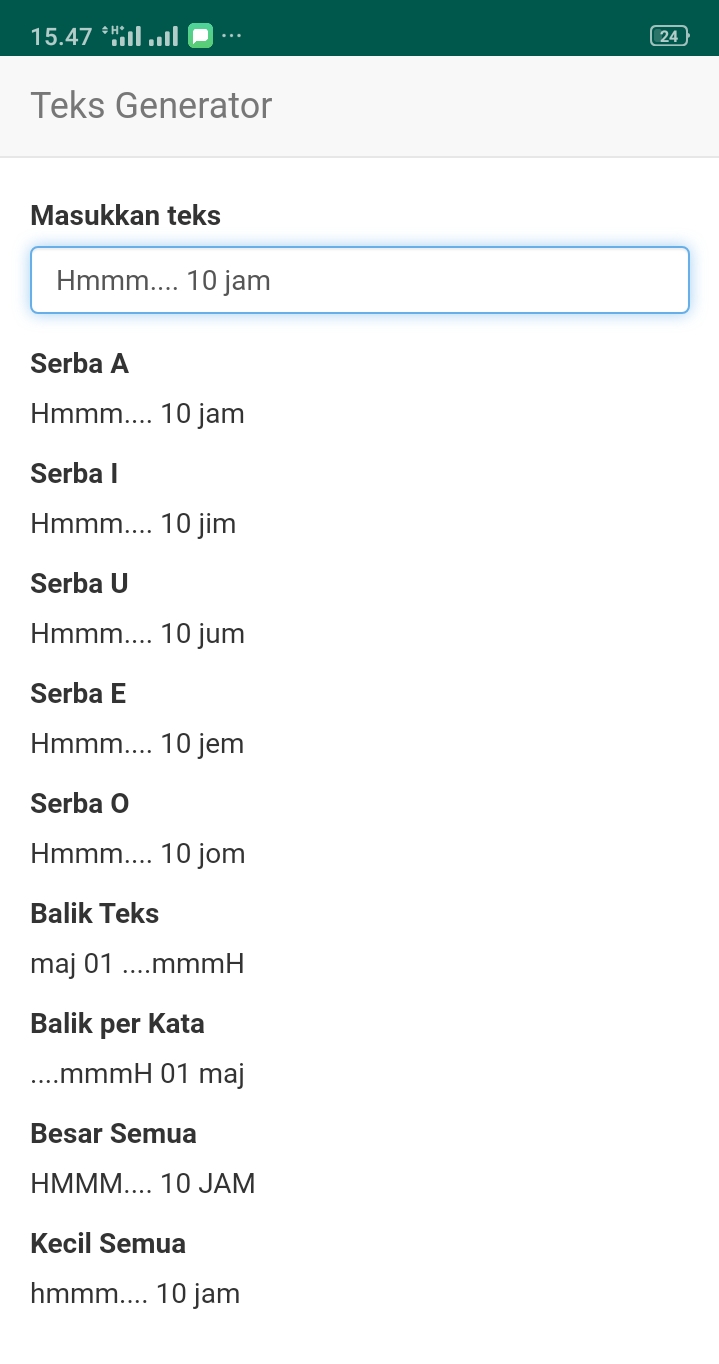 15.47 H+ ...
24
Teks Generator
Masukkan teks
Hmmm.... 10 jam
Serba A
Hmmm.... 10 jam
Serba I
Hmmm.... 10 jim
Serba U
Hmmm.... 10 jum
Serba E
Hmmm.... 10 jem
Serba O
Hmmm.... 10 jom
Balik Teks
maj 01 ....mmmH
Balik per Kata
....mmmH 01 maj
Besar Semua
HMMM.... 10 JAM
Kecil Semua
hmmm.... 10 jam